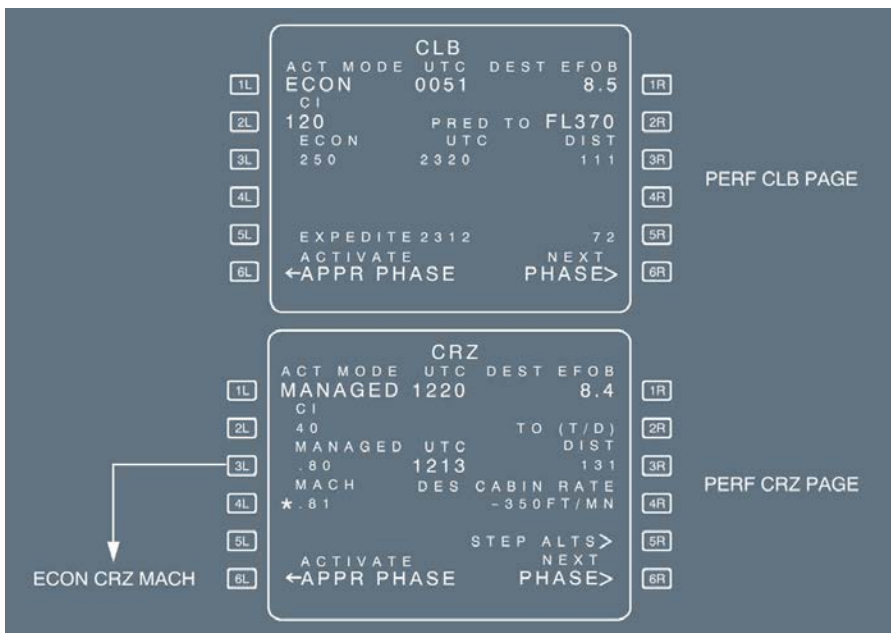 CLB
ACT MODE UTC DEST EFOB
1L ECON 0051 8.5 1R
CI
2L 120 PRED TO FL370 2R
ECON UTC DIST
3L 250 2320 111 3R
PERF CLB PAGE
4L 4R
5L EXPEDITE 2312 72 5R
ACTIVATE NEXT
6L ←APPR PHASE PHASE> 6R
CRZ
ACT MODE UTC DEST EFOB
1L MANAGED 1220 8.4 1R
CI
2L 40 TO (T/D) 2R
MANAGED UTC DIST
3L .80 1213 131 3R
MACH DES CABIN RATE
PERF CRZ PAGE
4L *.81 -350FT/MN 4R
5L STEP ALTS> 5R
ACTIVATE NEXT
ECON CRZ MACH 6L ←APPR PHASE PHASE> 6R